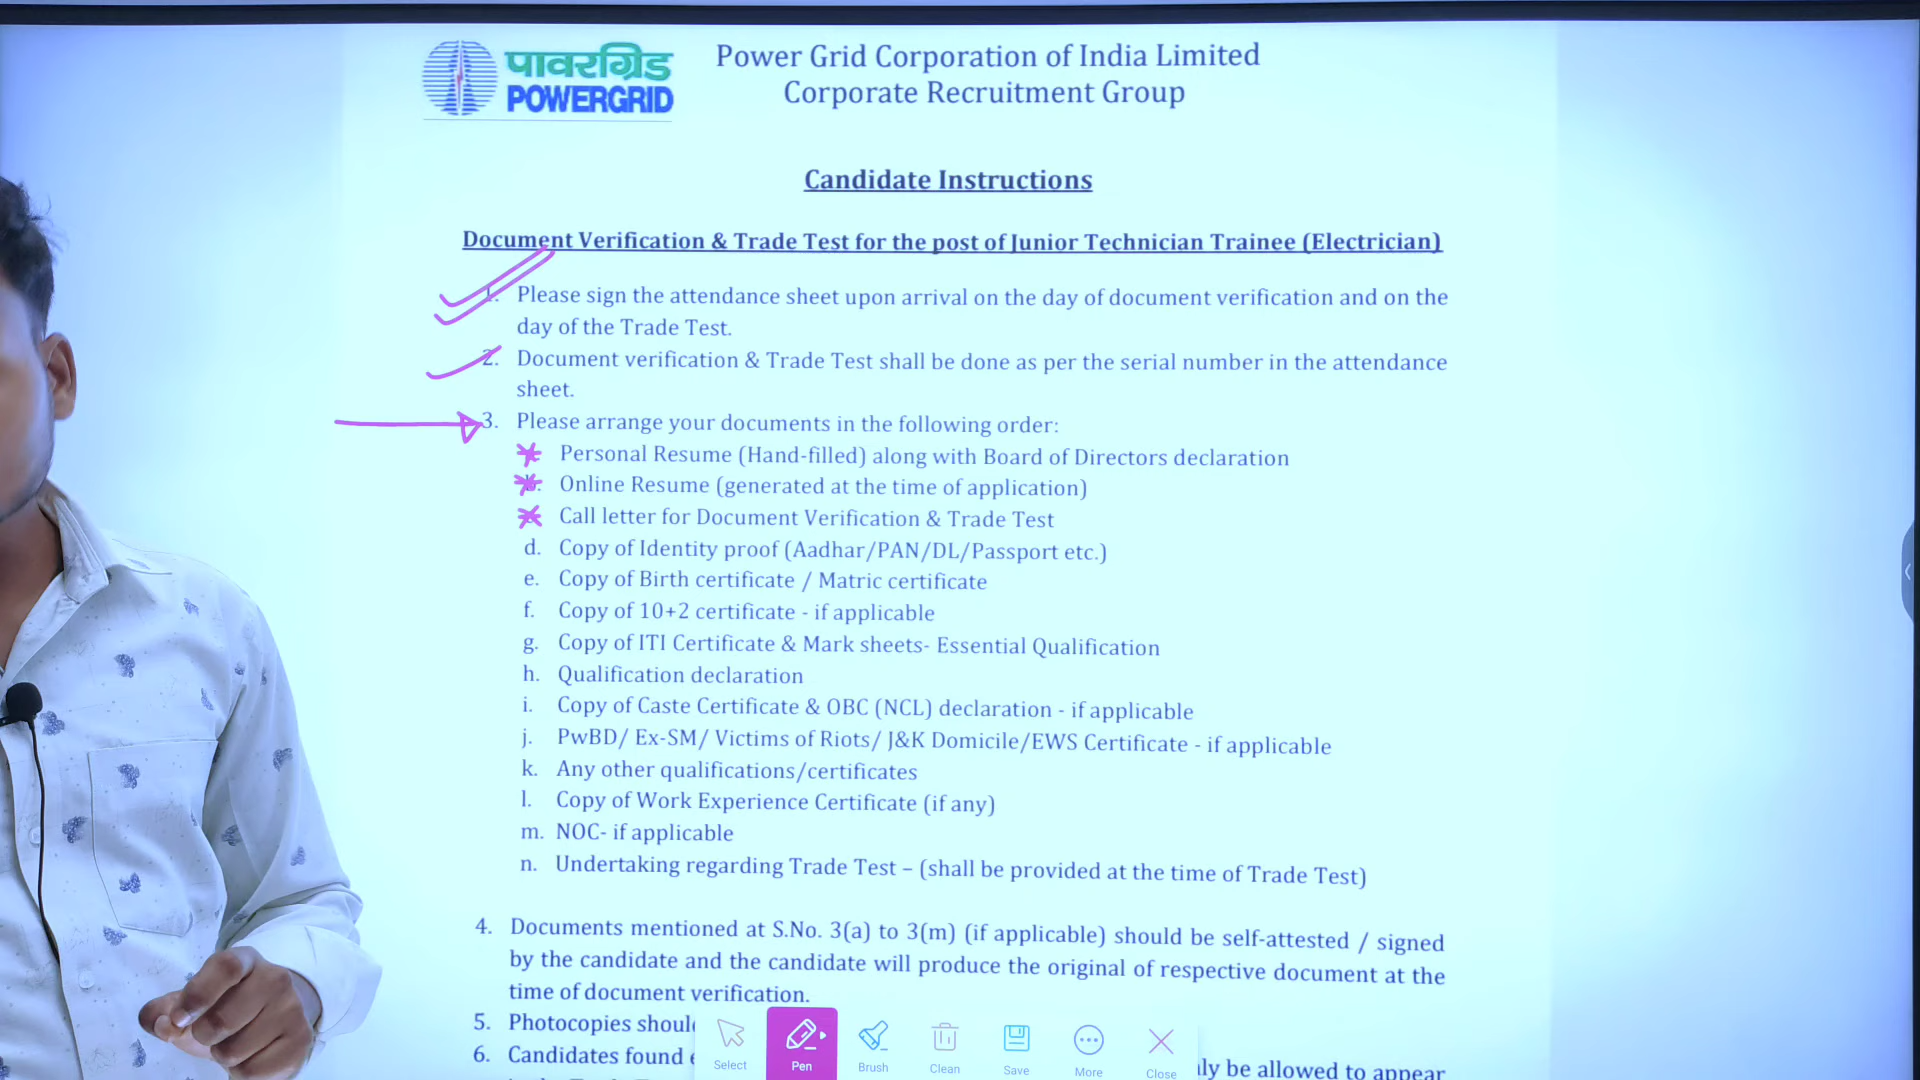 पावरग्रिड
POWERGRID
Power Grid Corporation of India Limited
Corporate Recruitment Group
Candidate Instructions
Document Verification & Trade Test for the post of Junior Technician Trainee (Electrician)
1. Please sign the attendance sheet upon arrival on the day of document verification and on the
day of the Trade Test.
2. Document verification & Trade Test shall be done as per the serial number in the attendance
sheet.
3. Please arrange your documents in the following order:
Personal Resume (Hand-filled) along with Board of Directors declaration
b. Online Resume (generated at the time of application)
Call letter for Document Verification & Trade Test
d. Copy of Identity proof (Aadhar/PAN/DL/Passport etc.)
e. Copy of Birth certificate / Matric certificate
f. Copy of 10+2 certificate - if applicable
g. Copy of ITI Certificate & Mark sheets- Essential Qualification
h. Qualification declaration
i. Copy of Caste Certificate & OBC (NCL) declaration - if applicable
j. PwBD/ Ex-SM/ Victims of Riots/ J&K Domicile/EWS Certificate - if applicable
k. Any other qualifications/certificates
l. Copy of Work Experience Certificate (if any)
m. NOC- if applicable
n. Undertaking regarding Trade Test – (shall be provided at the time of Trade Test)
4. Documents mentioned at S.No. 3(a) to 3(m) (if applicable) should be self-attested / signed
by the candidate and the candidate will produce the original of respective document at the
time of document verification.
5. Photocopies
6. Candidates found be allowed to appear
Select Pen Brush Clean Save More Close